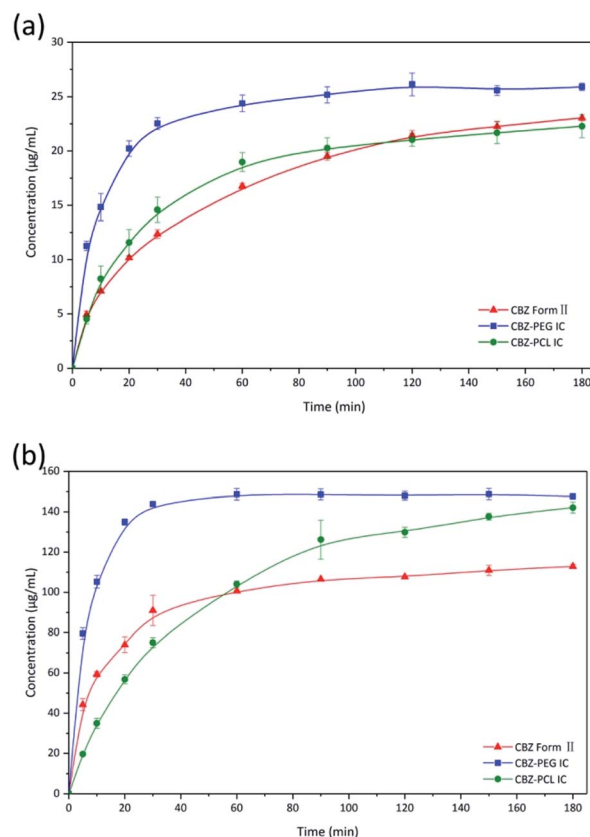 (a)
30
25
20
15
10
5
0
Concentration (μg/mL)
CBZ Form Ⅱ
CBZ-PEG IC
CBZ-PCL IC
0 20 40 60 80 100 120 140 160 180
Time (min)
(b)
160
140
120
100
80
60
40
20
0
Concentration (μg/mL)
CBZ Form Ⅱ
CBZ-PEG IC
CBZ-PCL IC
0 20 40 60 80 100 120 140 160 180
Time (min)